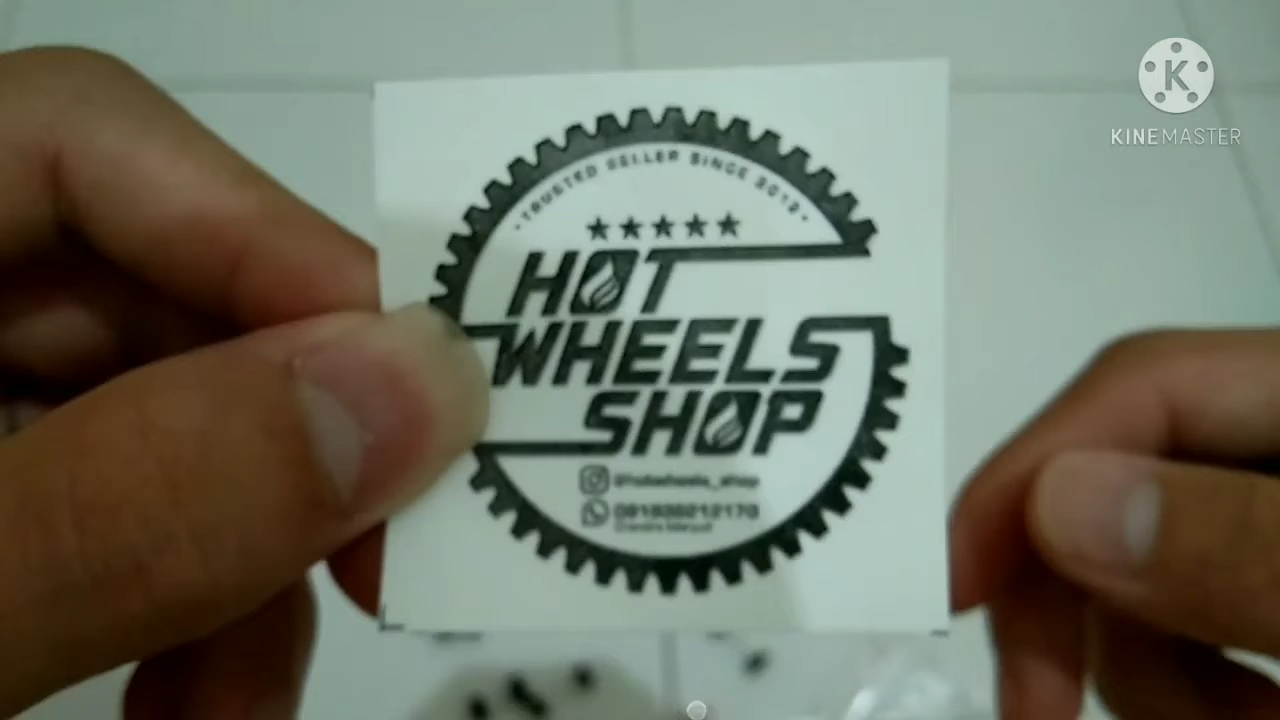 KINEMASTER
• TRUSTED SELLER SINCE 2012 •
HOT
WHEELS
SHOP